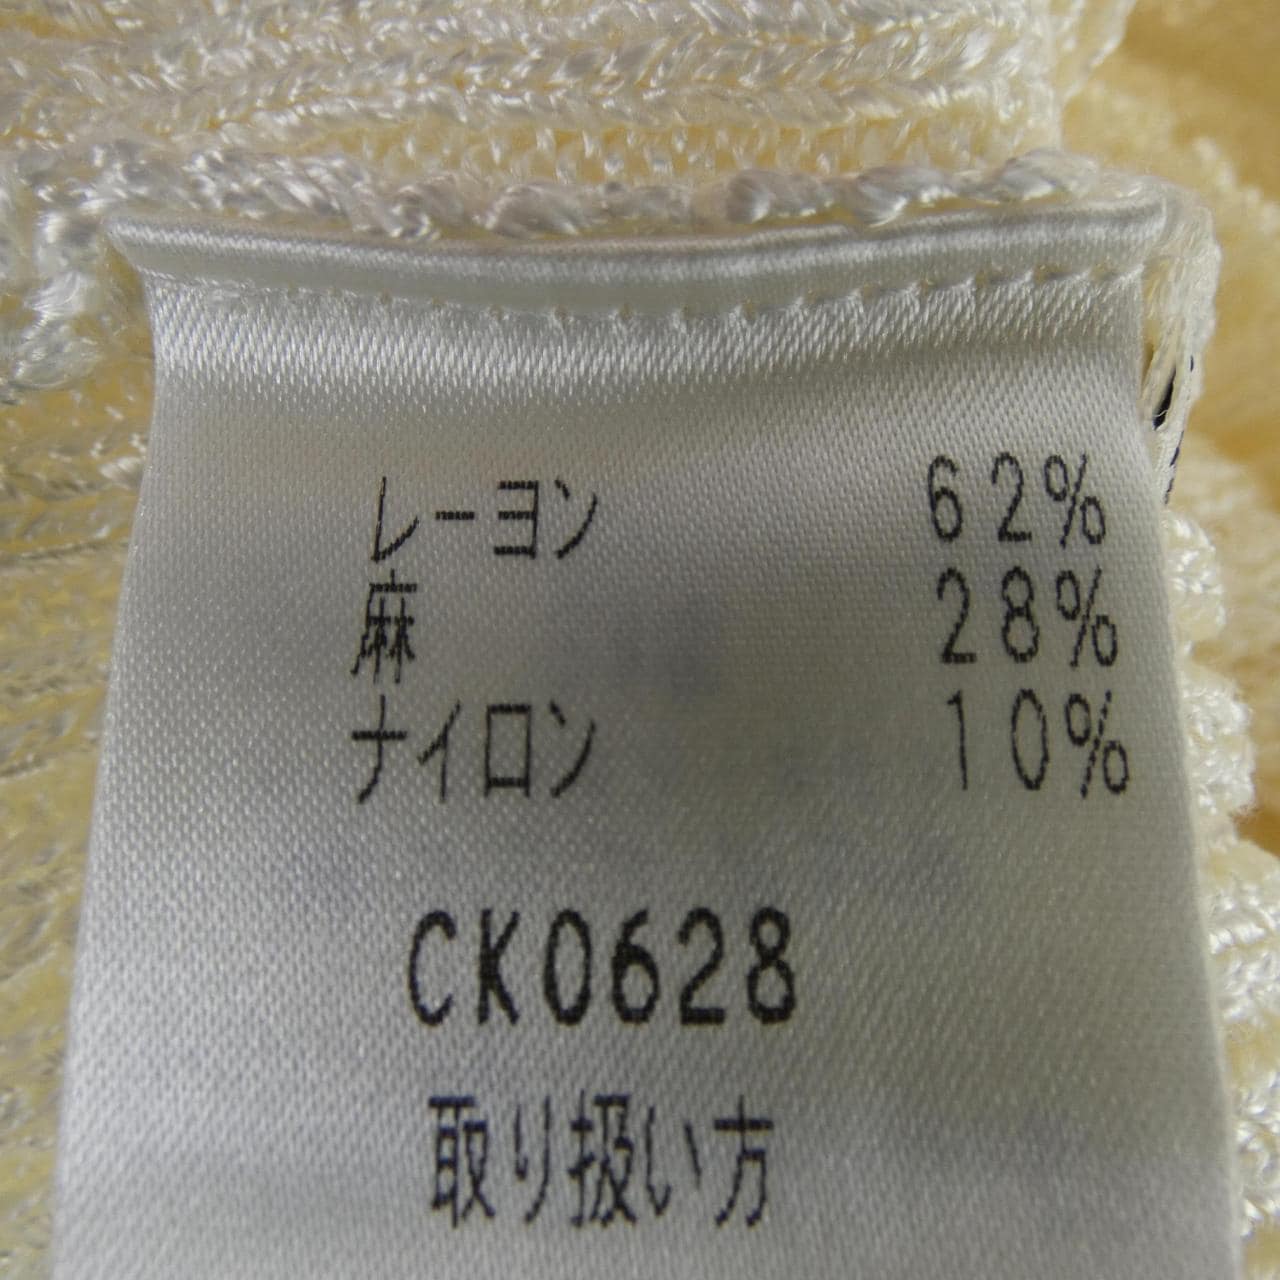 レーヨン 62%
麻 28%
ナイロン 10%
CK0628
取り扱い方